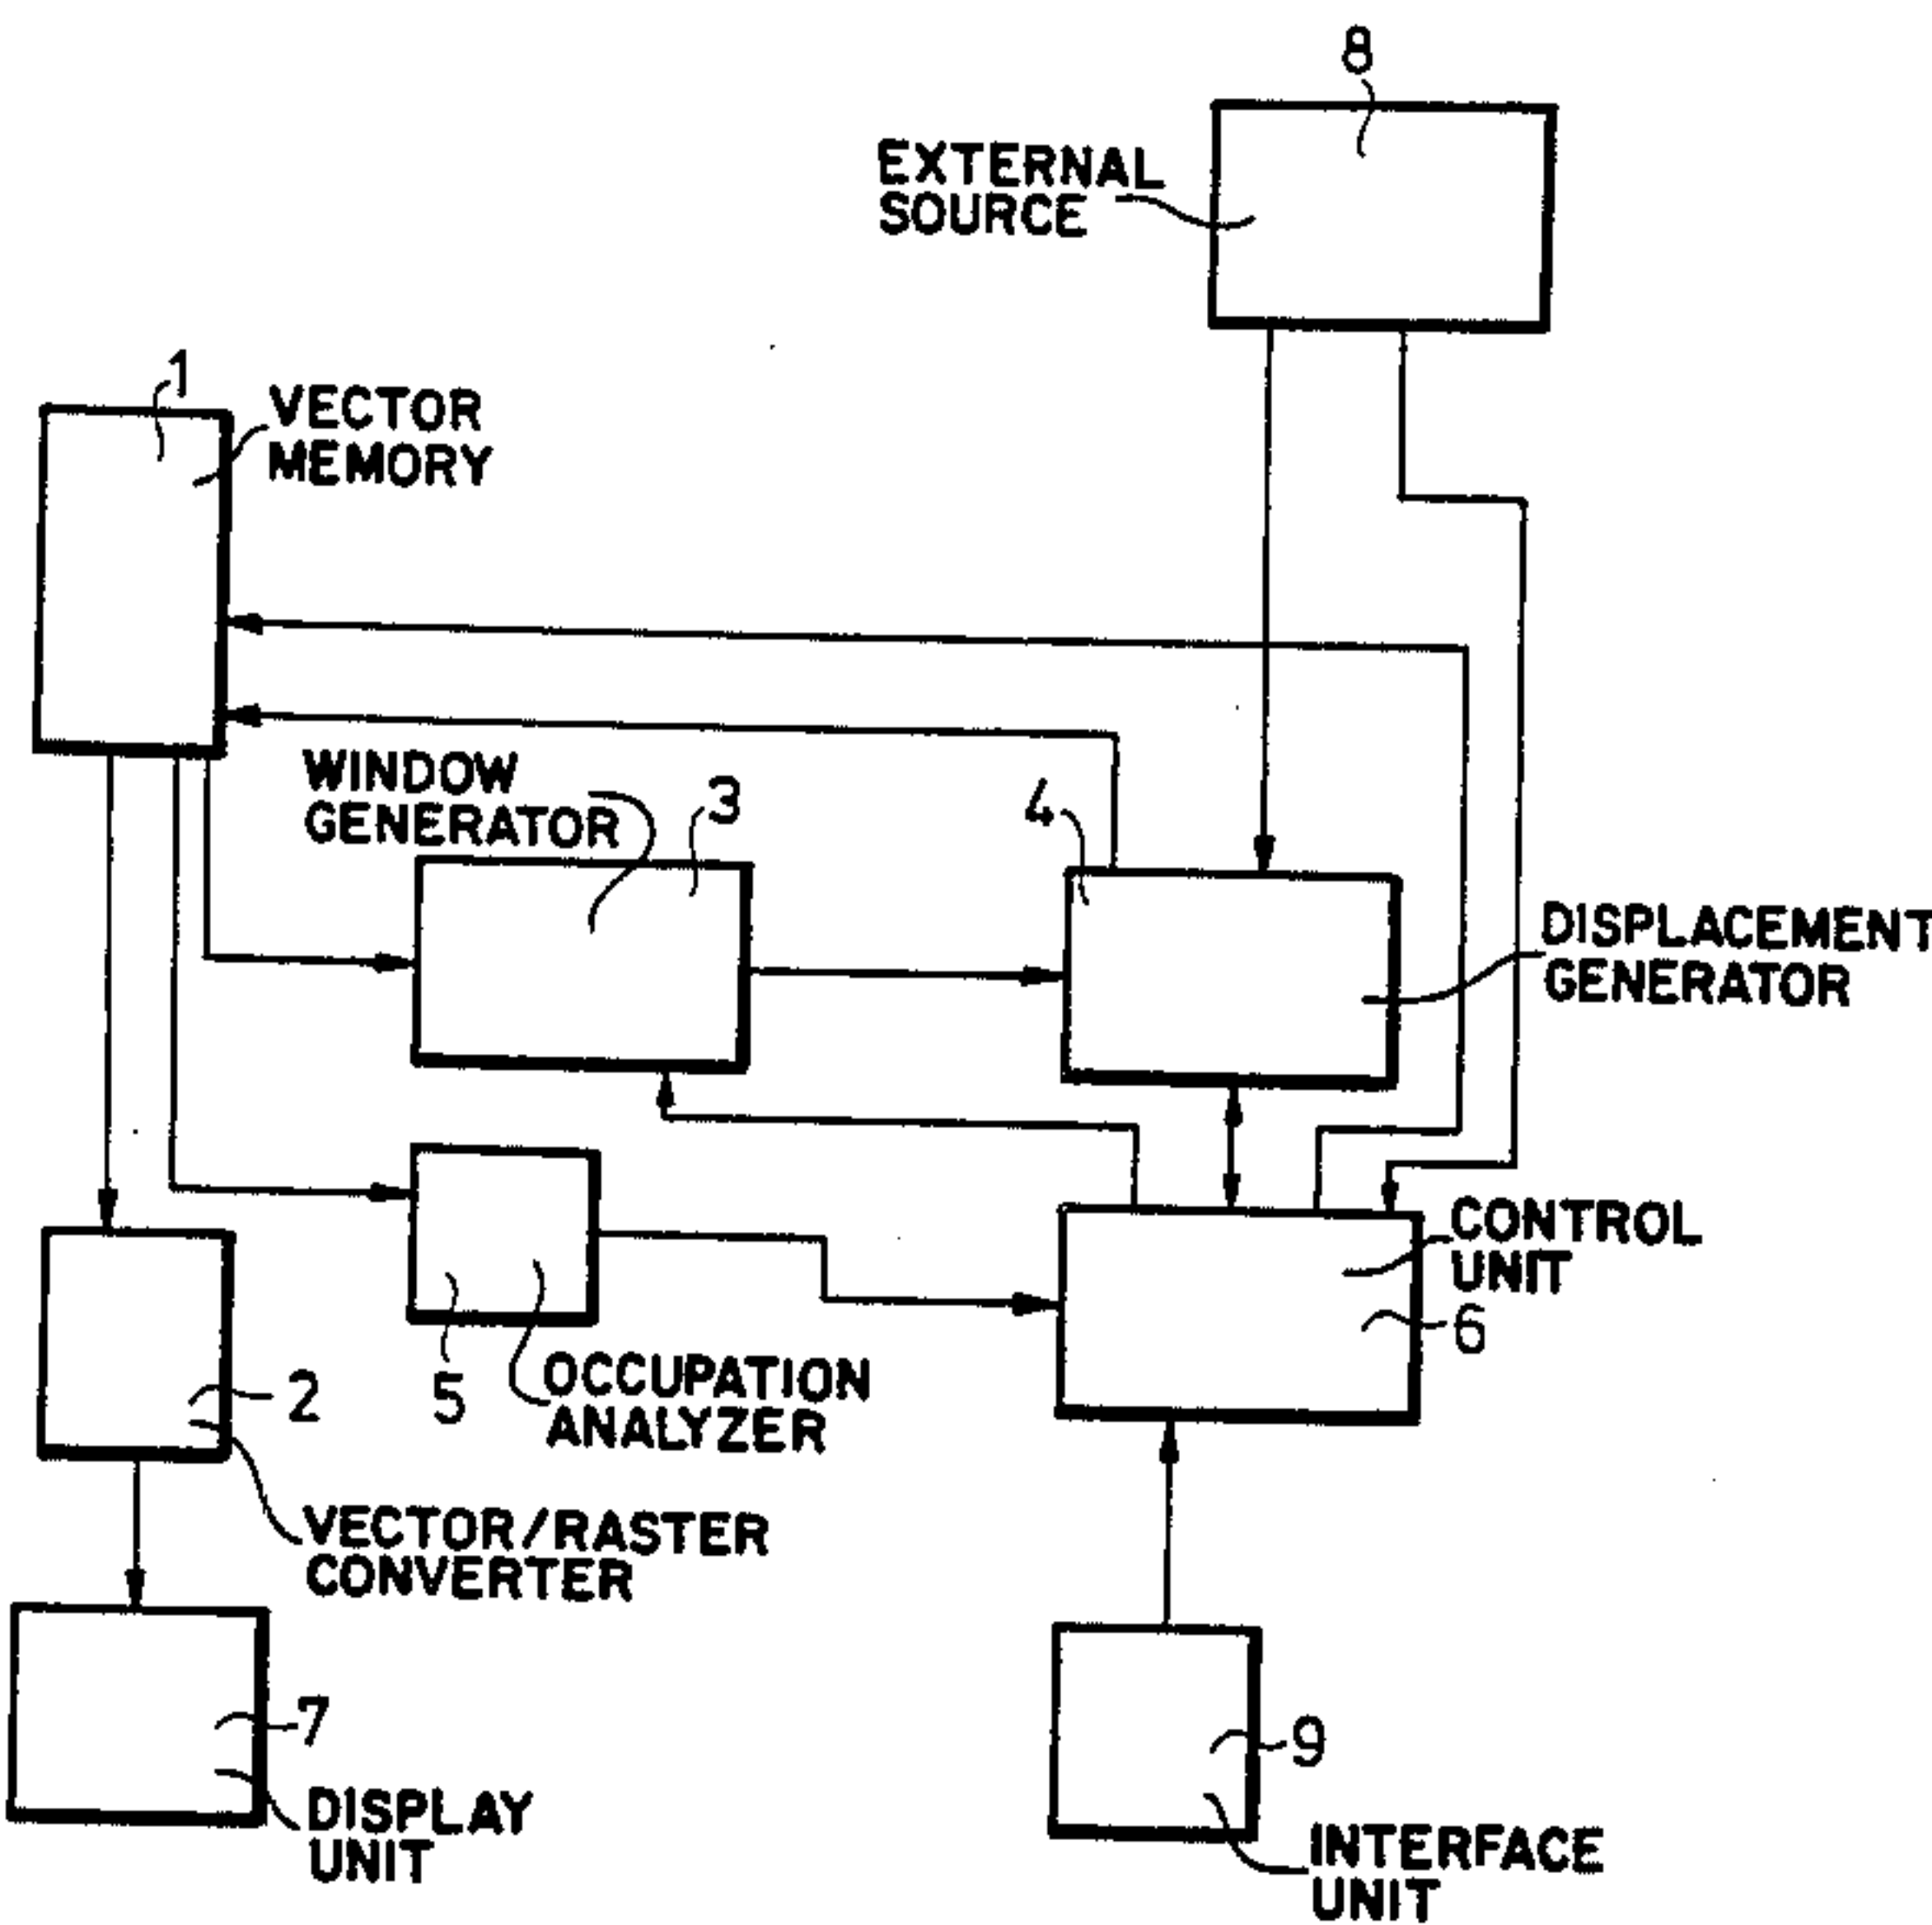 8
EXTERNAL
SOURCE
1
VECTOR
MEMORY
WINDOW
GENERATOR
3
4
DISPLACEMENT
GENERATOR
CONTROL
UNIT
6
2
5
OCCUPATION
ANALYZER
VECTOR/RASTER
CONVERTER
7
DISPLAY
UNIT
9
INTERFACE
UNIT